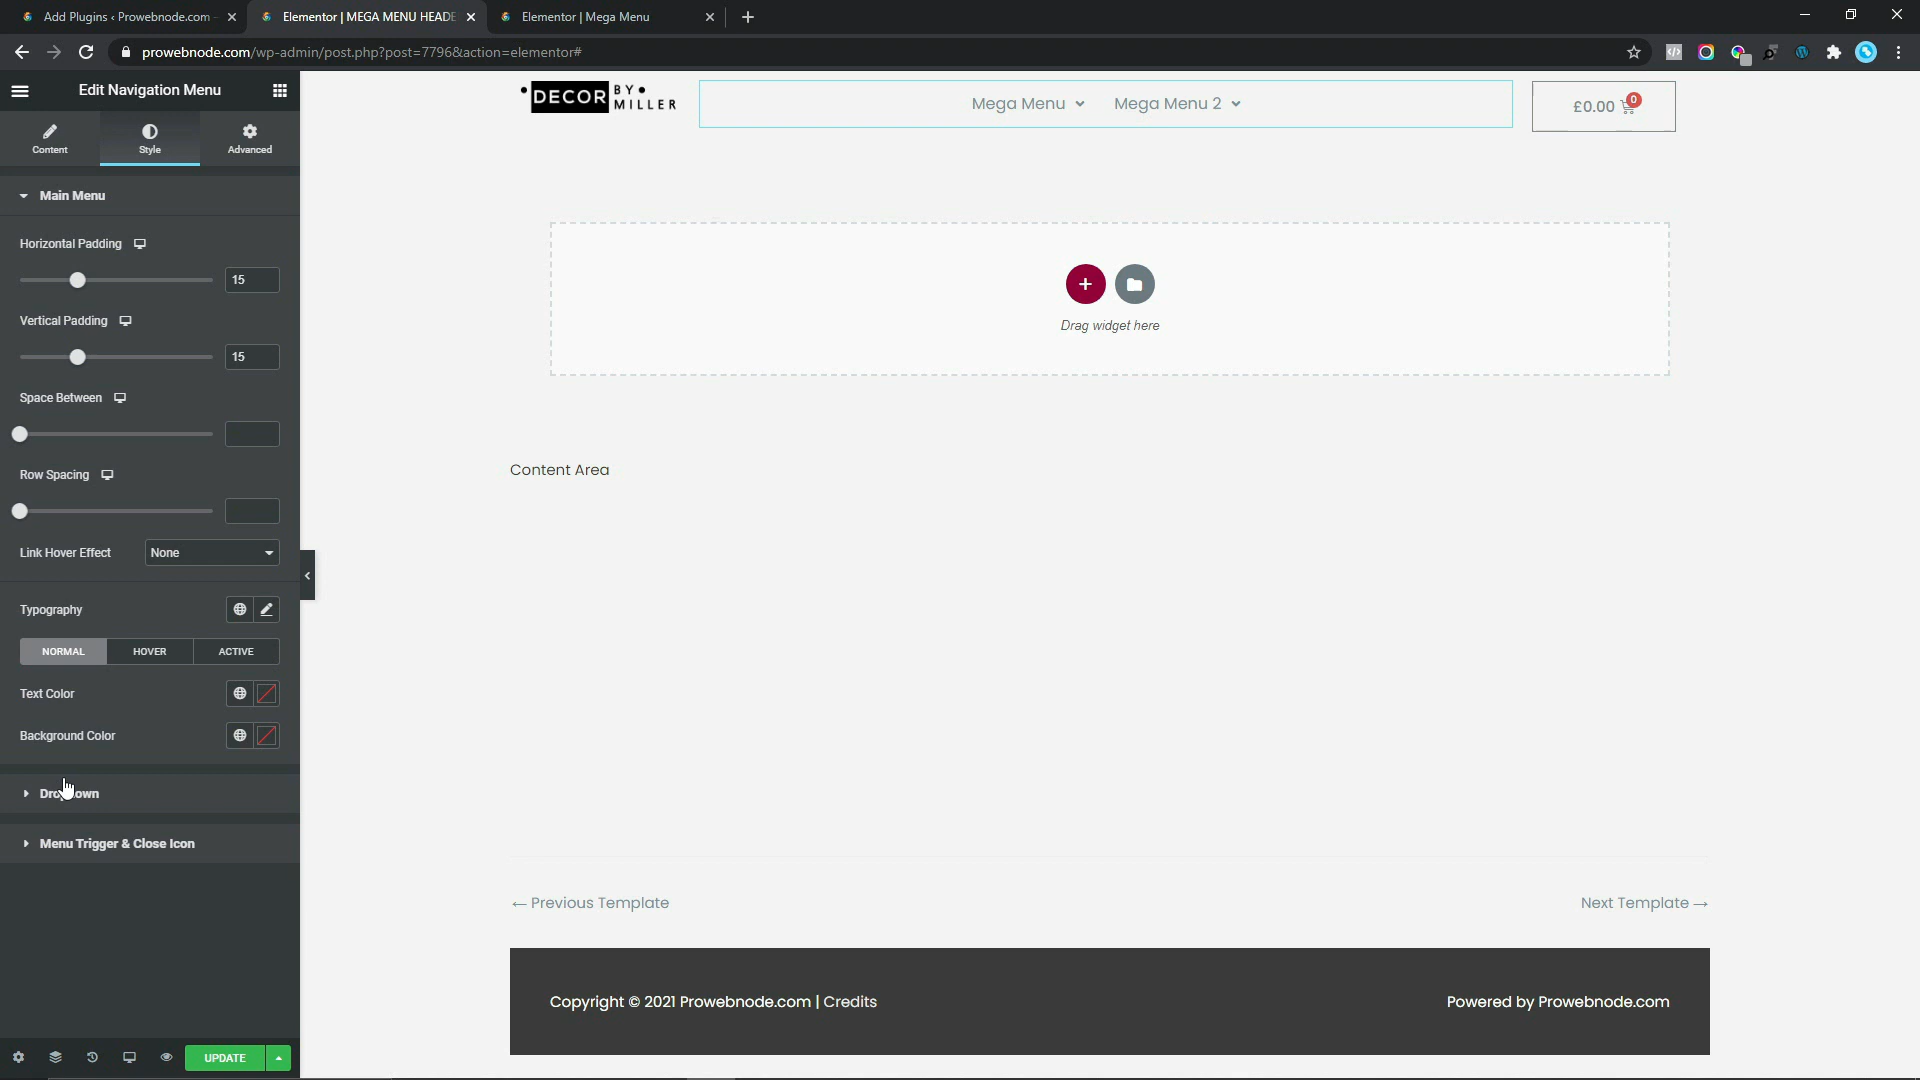 Add Plugins ‹ Prowebnode.com
Elementor | MEGA MENU HEADE
Elementor | Mega Menu
prowebnode.com/wp-admin/post.php?post=7796&action=elementor#
Edit Navigation Menu
Content
Style
Advanced
Main Menu
Horizontal Padding
15
Vertical Padding
15
Space Between
Row Spacing
Link Hover Effect
None
Typography
NORMAL
HOVER
ACTIVE
Text Color
Background Color
Menu Trigger & Close Icon
UPDATE
DECOR BY MILLER
Mega Menu
Mega Menu 2
£0.00
0
Drag widget here
Content Area
← Previous Template
Next Template →
Copyright © 2021 Prowebnode.com | Credits
Powered by Prowebnode.com